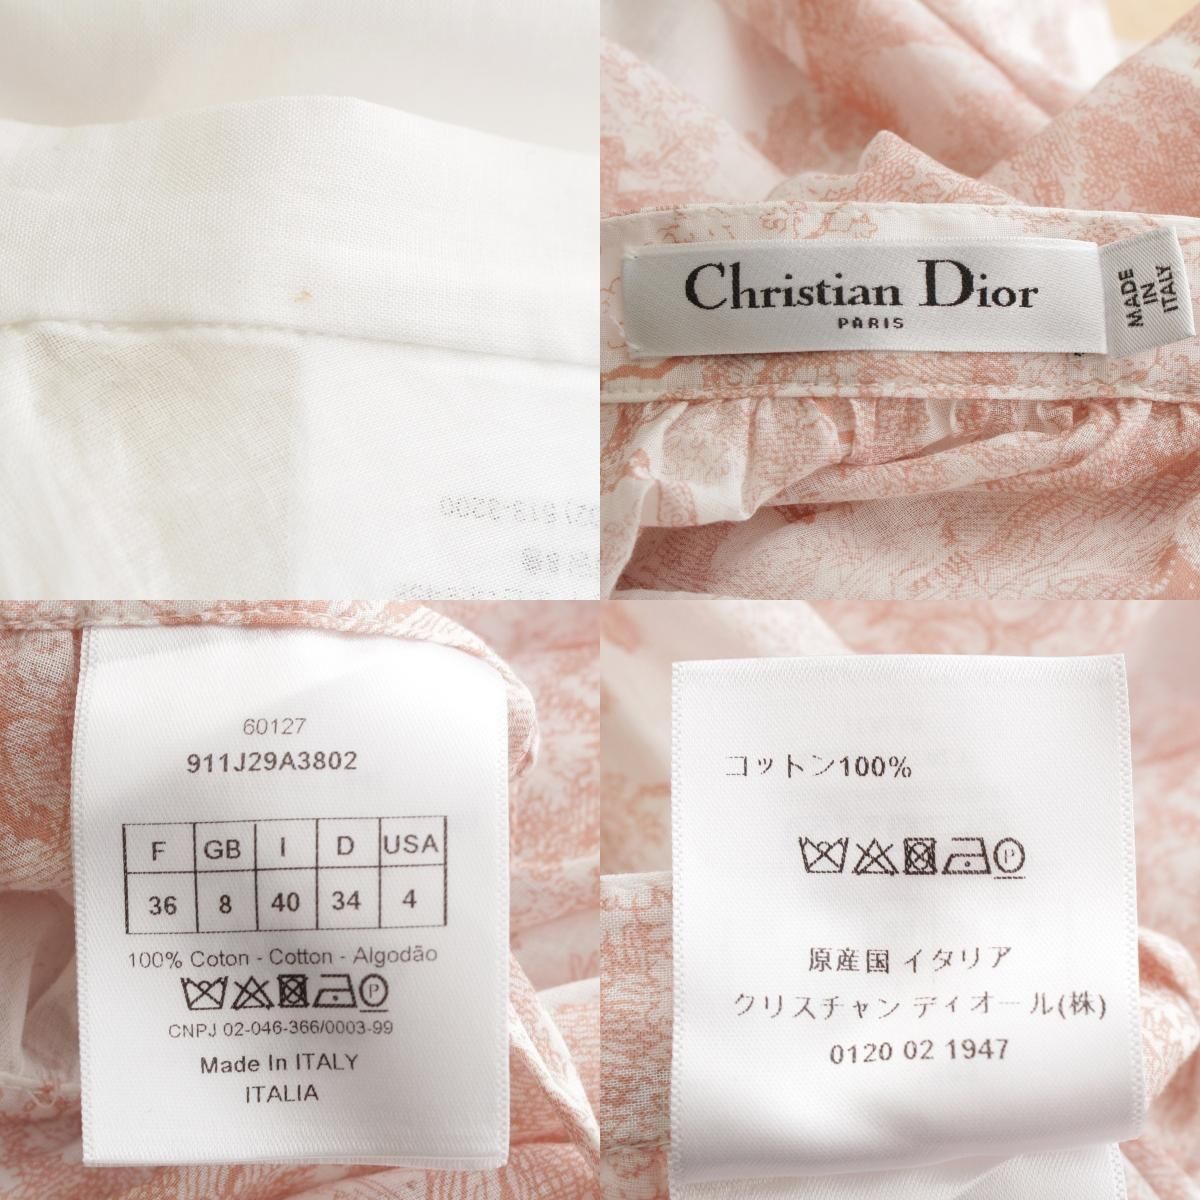 Christian Dior
PARIS
MADE
IN
ITALY
60127
911J29A3802
F GB I D USA
36 8 40 34 4
100% Coton - Cotton - Algodão
P
CNPJ 02-046-366/0003-99
Made In ITALY
ITALIA
コットン100%
P
原産国 イタリア
クリスチャン ディオール(株)
0120 02 1947